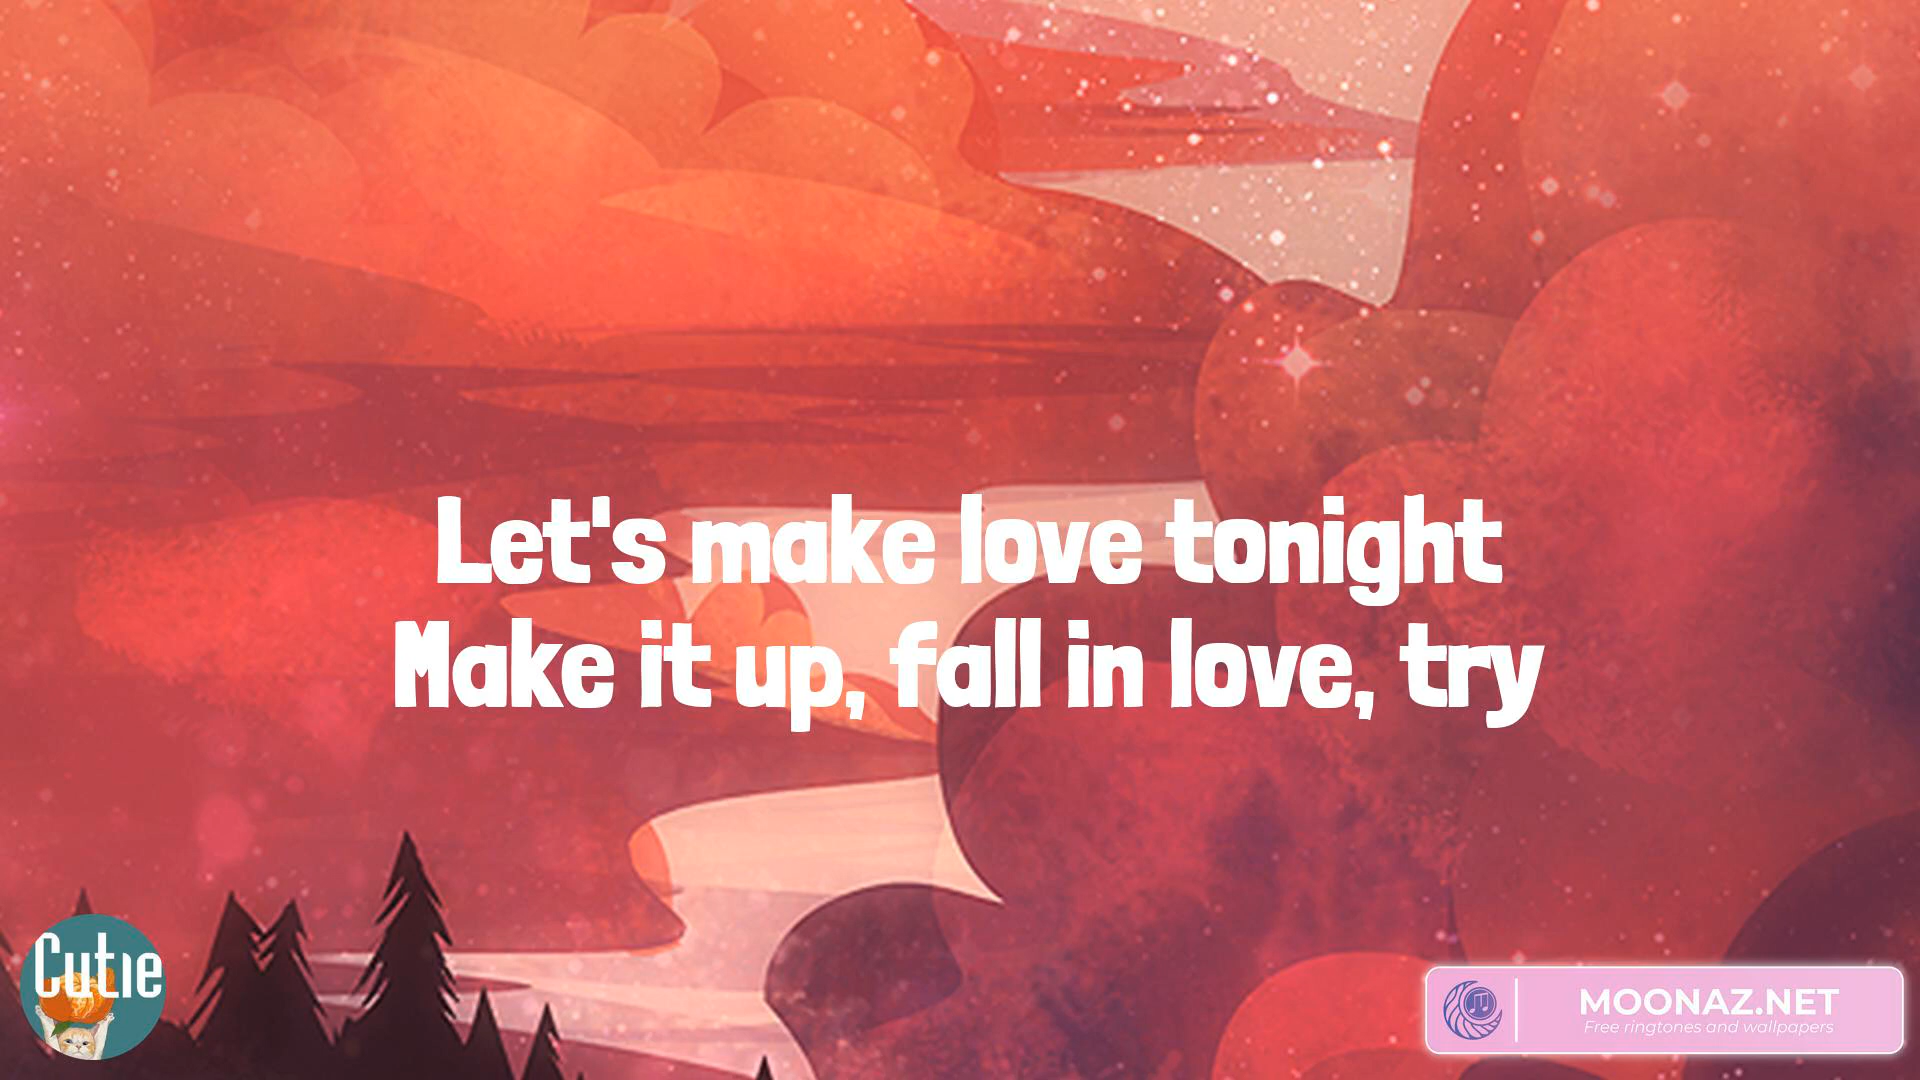 Let's make love tonight
Make it up, fall in love, try
Cutie
MOONAZ.NET
Free ringtones and wallpapers